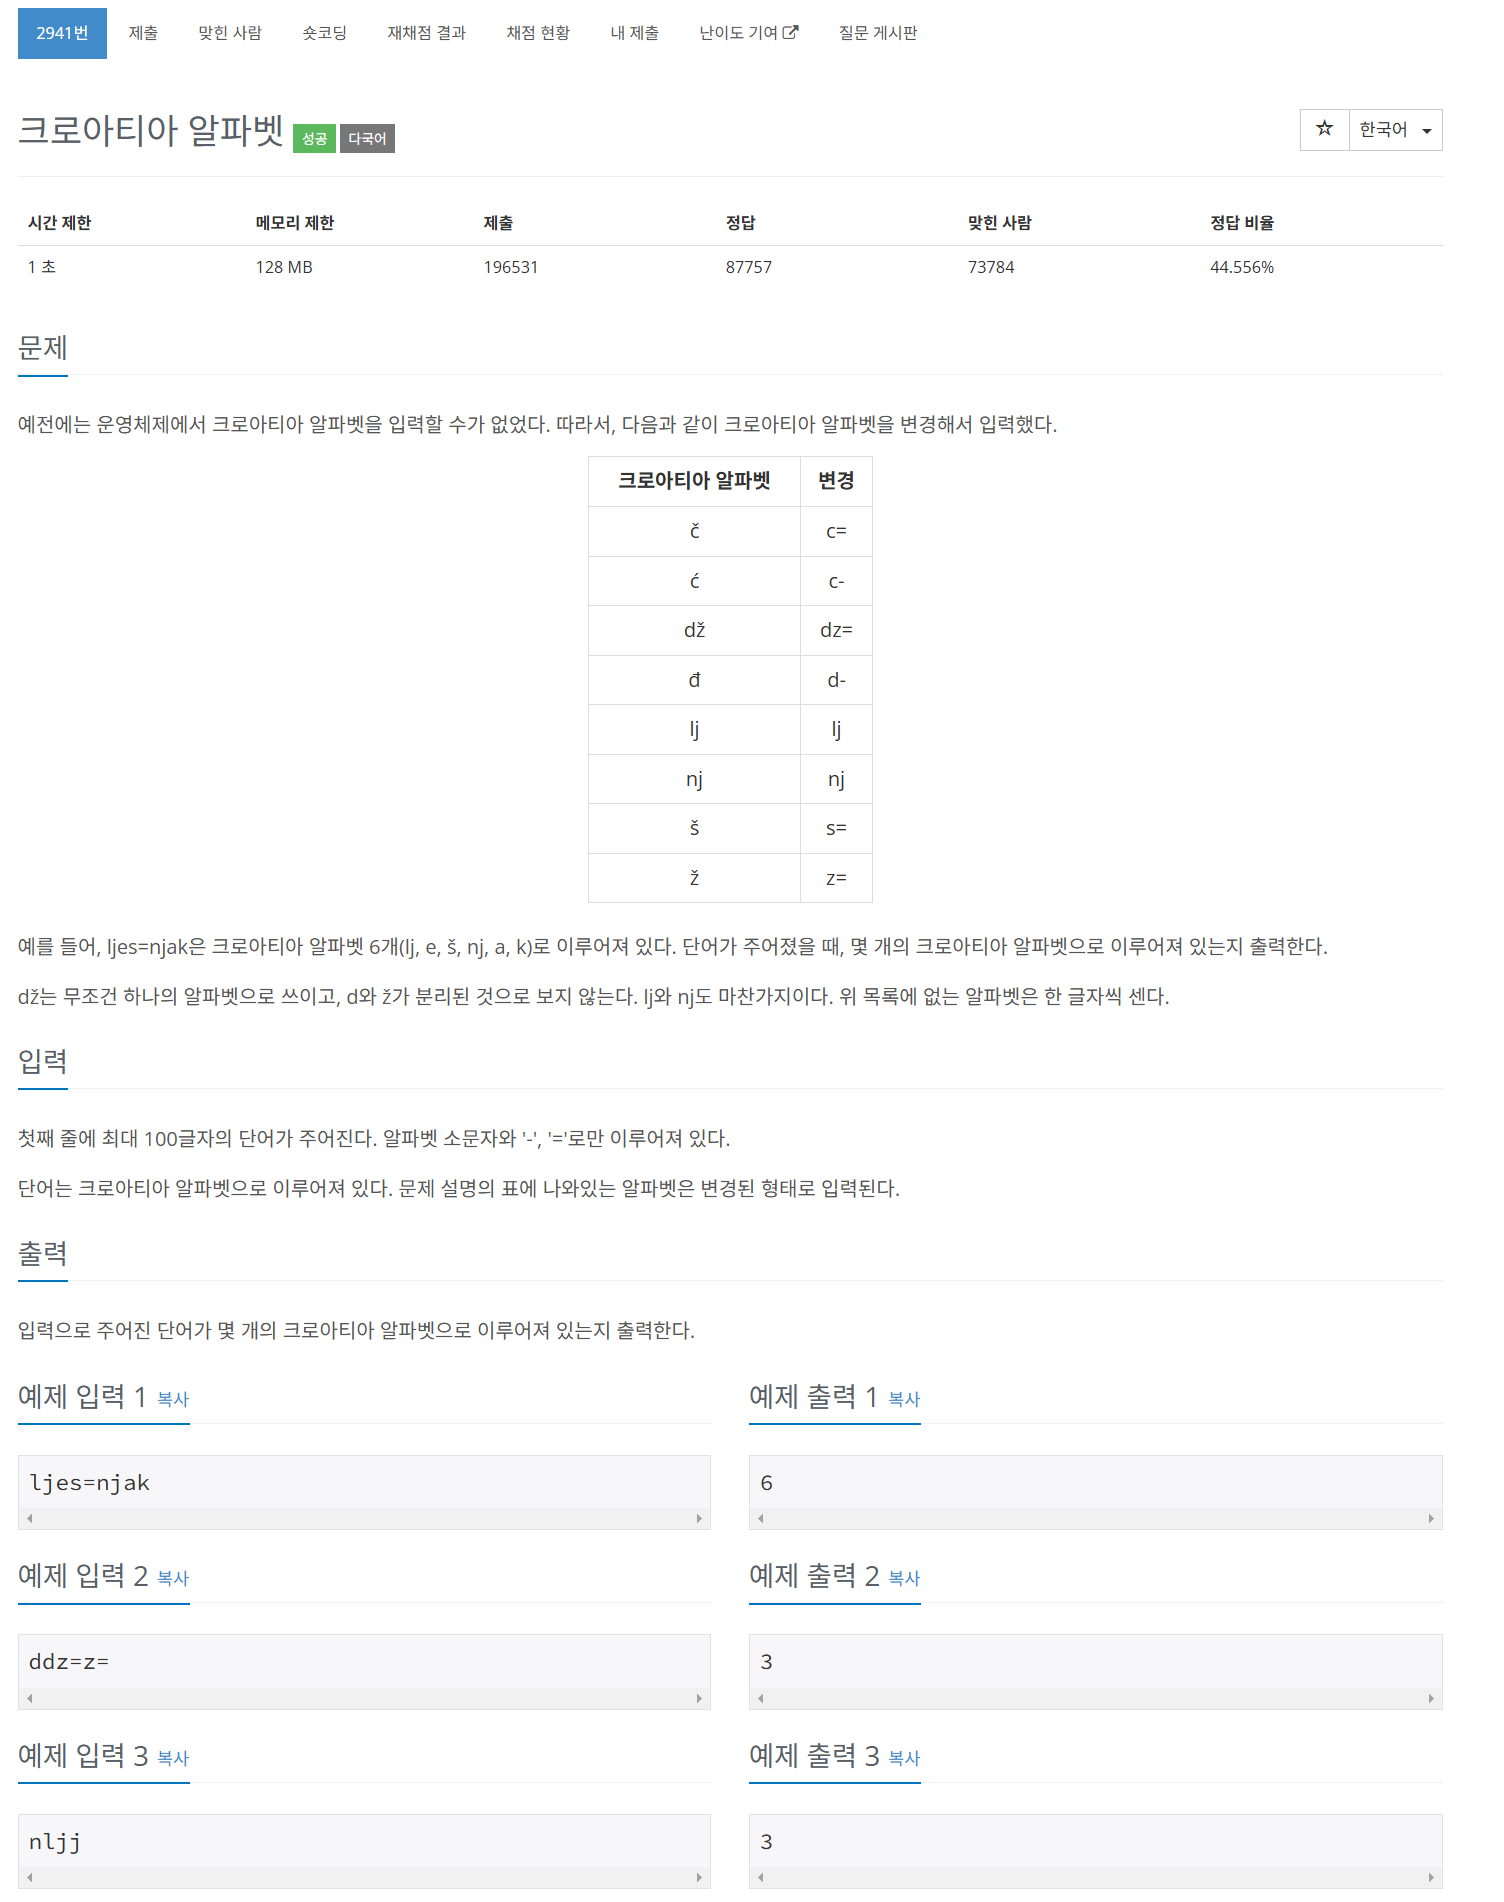 2941번 제출 맞힌 사람 숏코딩 재채점 결과 채점 현황 내 제출 난이도 기여 질문 게시판
크로아티아 알파벳 성공 다국어 한국어
시간 제한 메모리 제한 제출 정답 맞힌 사람 정답 비율
1 초 128 MB 196531 87757 73784 44.556%
문제
예전에는 운영체제에서 크로아티아 알파벳을 입력할 수가 없었다. 따라서, 다음과 같이 크로아티아 알파벳을 변경해서 입력했다.
크로아티아 알파벳 변경
č c=
ć c-
dž dz=
đ d-
lj lj
nj nj
š s=
ž z=
예를 들어, ljes=njak은 크로아티아 알파벳 6개(lj, e, š, nj, a, k)로 이루어져 있다. 단어가 주어졌을 때, 몇 개의 크로아티아 알파벳으로 이루어져 있는지 출력한다.
dž는 무조건 하나의 알파벳으로 쓰이고, d와 ž가 분리된 것으로 보지 않는다. lj와 nj도 마찬가지이다. 위 목록에 없는 알파벳은 한 글자씩 센다.
입력
첫째 줄에 최대 100글자의 단어가 주어진다. 알파벳 소문자와 '-', '='로만 이루어져 있다.
단어는 크로아티아 알파벳으로 이루어져 있다. 문제 설명의 표에 나와있는 알파벳은 변경된 형태로 입력된다.
출력
입력으로 주어진 단어가 몇 개의 크로아티아 알파벳으로 이루어져 있는지 출력한다.
예제 입력 1 복사 예제 출력 1 복사
ljes=njak 6
예제 입력 2 복사 예제 출력 2 복사
ddz=z= 3
예제 입력 3 복사 예제 출력 3 복사
nljj 3